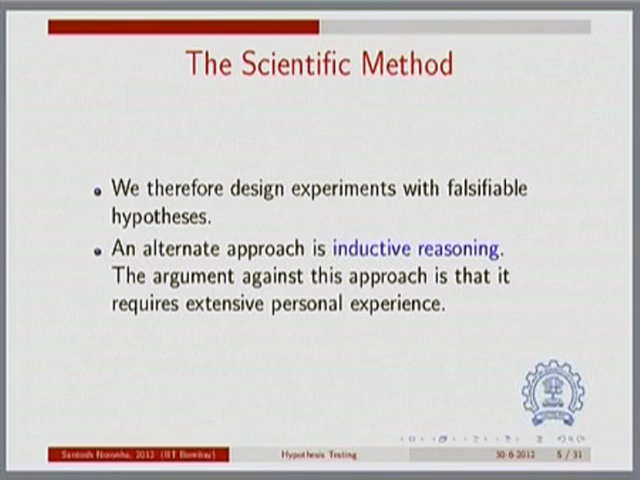 The Scientific Method
We therefore design experiments with falsifiable
hypotheses.
An alternate approach is inductive reasoning.
The argument against this approach is that it
requires extensive personal experience.
Santosh Noronha, 2012 (IIT Bombay)
Hypothesis Testing
30-6-2012
5 / 31